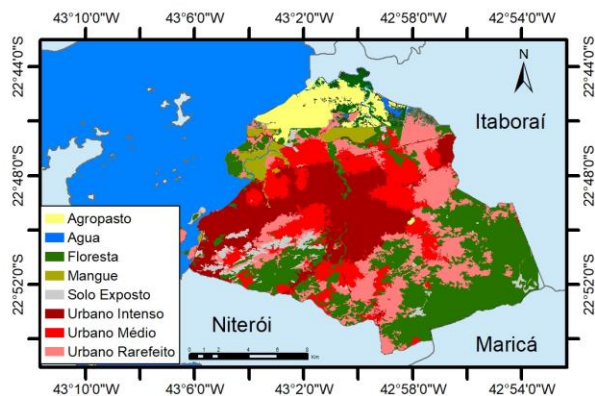 43°10'0"W 43°6'0"W 43°2'0"W 42°58'0"W 42°54'0"W
22°44'0"S 22°44'0"S
N
Itaboraí
22°48'0"S 22°48'0"S
Agropasto
Agua
Floresta
Mangue
Solo Exposto
Urbano Intenso
Urbano Médio
Urbano Rarefeito
22°52'0"S 22°52'0"S
Niterói
Maricá
43°10'0"W 43°6'0"W 43°2'0"W 42°58'0"W 42°54'0"W